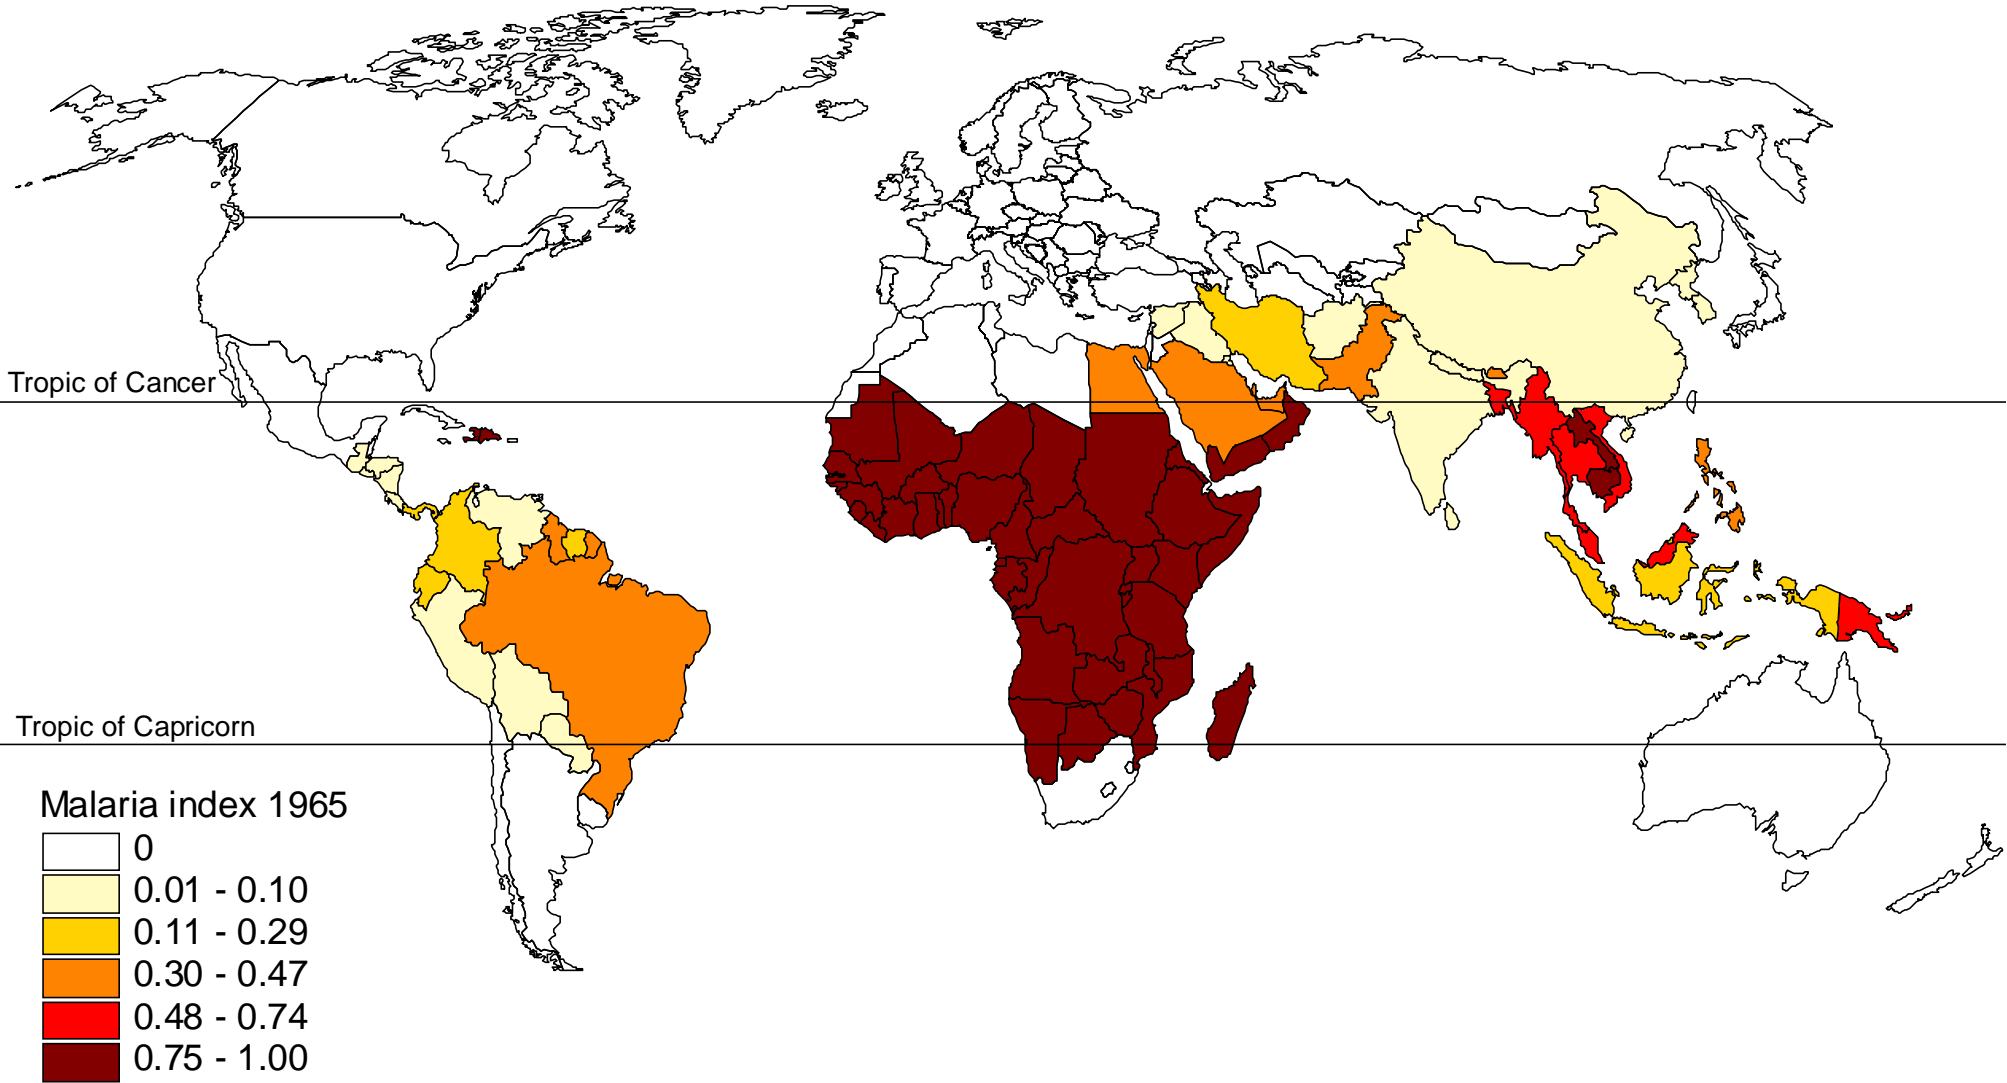 Tropic of Cancer
Tropic of Capricorn
Malaria index 1965
0
0.01 - 0.10
0.11 - 0.29
0.30 - 0.47
0.48 - 0.74
0.75 - 1.00